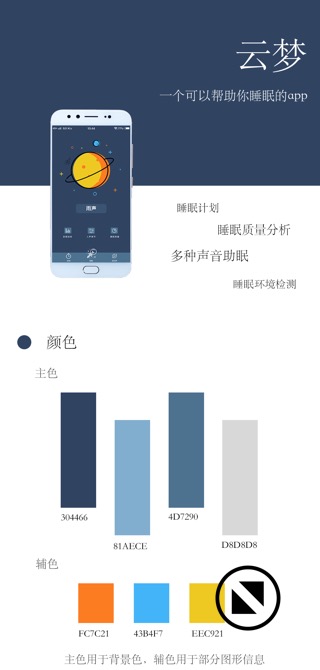 云梦
一个可以帮助你睡眠的app
雨声
睡眠计划
睡眠质量分析
多种声音助眠
睡眠环境检测
颜色
主色
304466
81AECE
4D7290
D8D8D8
辅色
FC7C21
43B4F7
EEC921
主色用于背景色，辅色用于部分图形信息